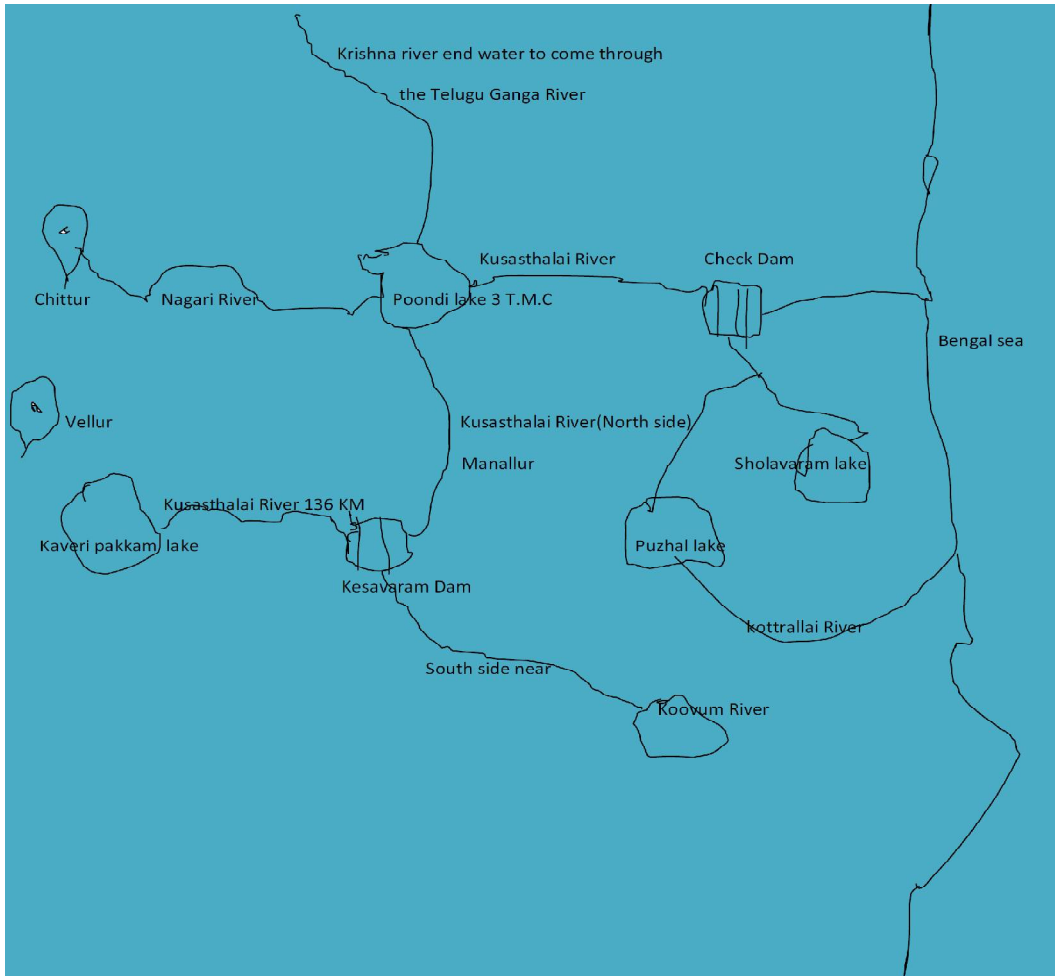 Krishna river end water to come through
the Telugu Ganga River
Kusasthalai River
Check Dam
Chittur
Nagari River
Poondi lake 3 T.M.C
Bengal sea
Vellur
Kusasthalai River(North side)
Manallur
Sholavaram lake
Kusasthalai River 136 KM
Kaveri pakkam lake
Puzhal lake
Kesavaram Dam
kottrallai River
South side near
Koovum River